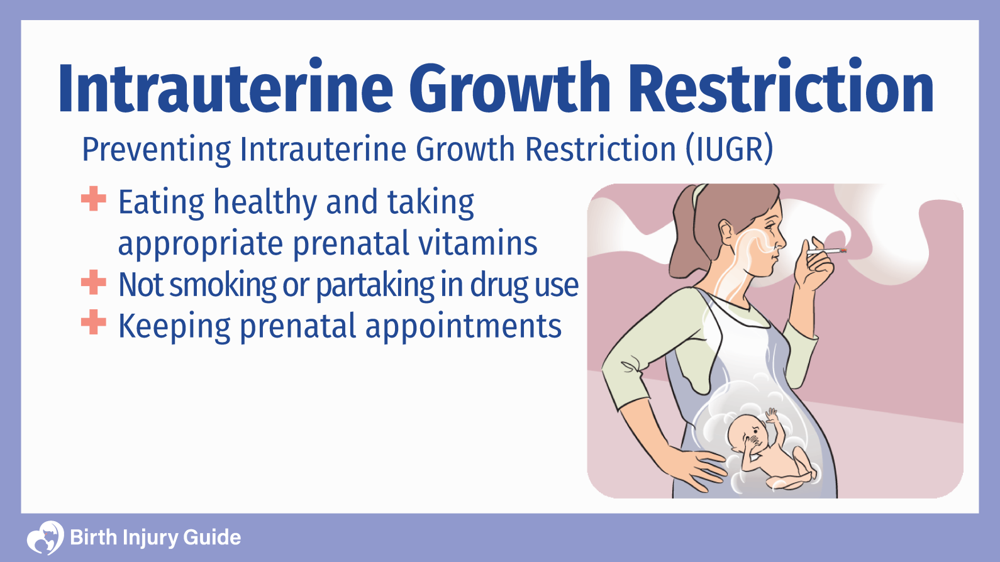 Intrauterine Growth Restriction
Preventing Intrauterine Growth Restriction (IUGR)
Eating healthy and taking
appropriate prenatal vitamins
Not smoking or partaking in drug use
Keeping prenatal appointments
Birth Injury Guide